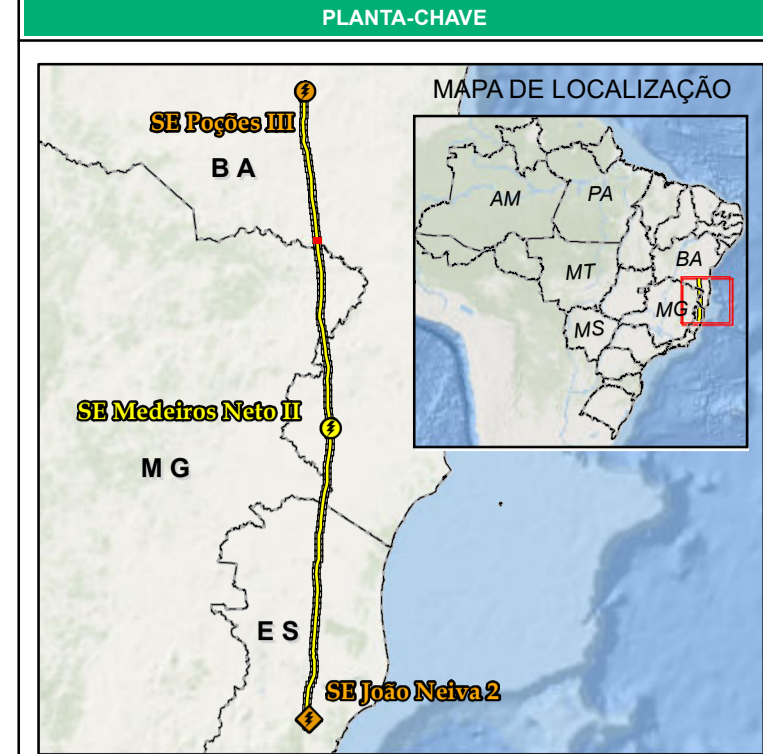 PLANTA-CHAVE
MAPA DE LOCALIZAÇÃO
SE Poções III
B A
AM
PA
BA
MT
MG
MS
SE Medeiros Neto II
M G
E S
SE João Neiva 2